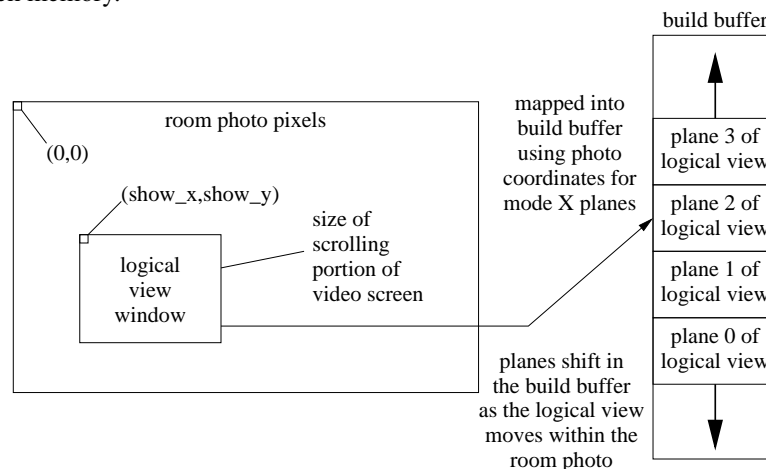 en memory.
build buffer
room photo pixels
(0,0)
(show_x,show_y)
logical
view
window
size of
scrolling
portion of
video screen
mapped into
build buffer
using photo
coordinates for
mode X planes
plane 3 of
logical view
plane 2 of
logical view
plane 1 of
logical view
plane 0 of
logical view
planes shift in
the build buffer
as the logical view
moves within the
room photo